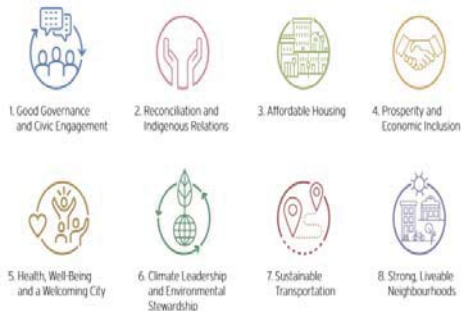 1. Good Governance
and Civic Engagement
2. Reconciliation and
Indigenous Relations
3. Affordable Housing
4. Prosperity and
Economic Inclusion
5. Health, Well-Being
and a Welcoming City
6. Climate Leadership
and Environmental
Stewardship
7. Sustainable
Transportation
8. Strong, Liveable
Neighbourhoods